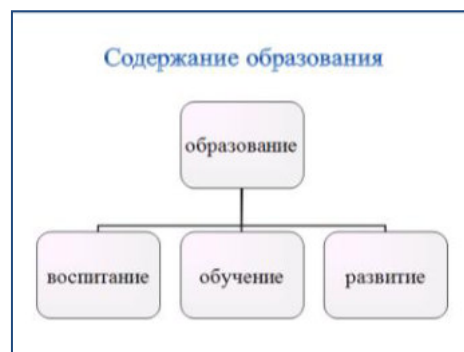 Содержание образования
образование
воспитание
обучение
развитие